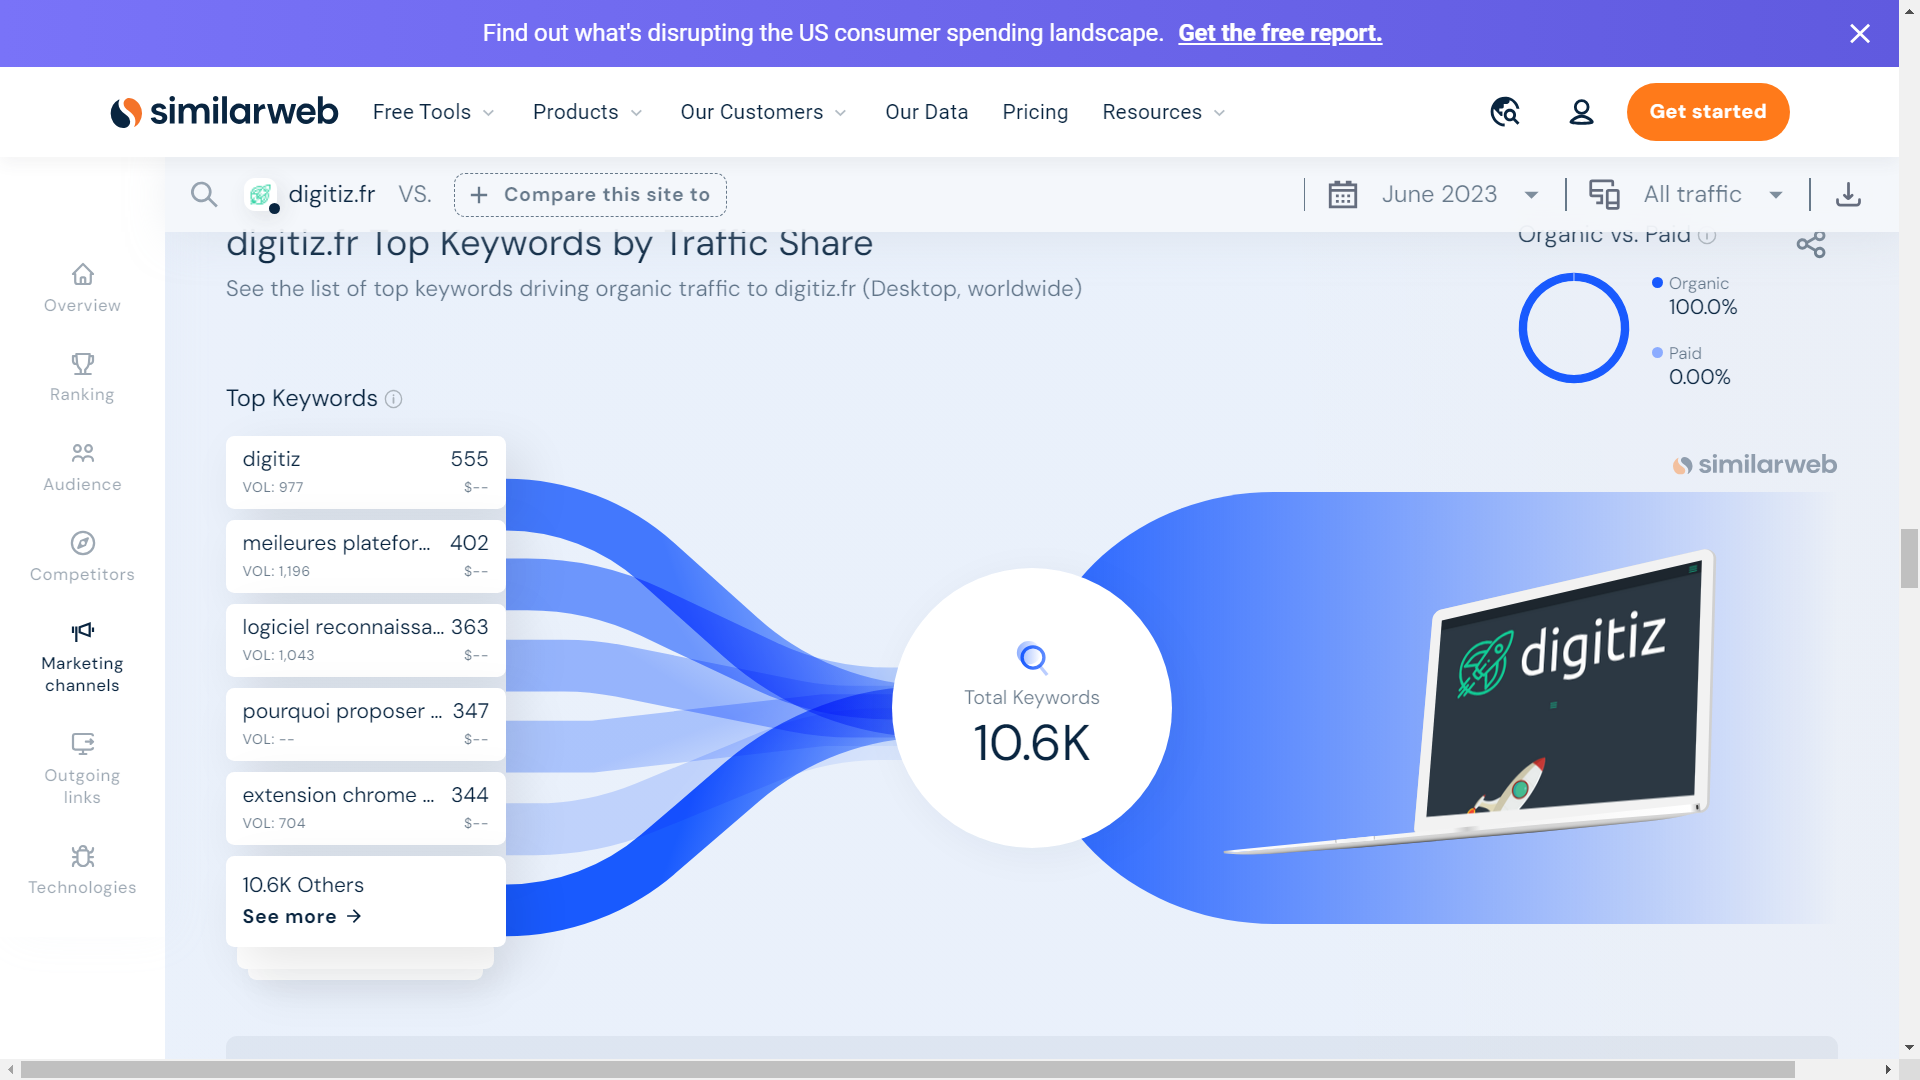 Find out what's disrupting the US consumer spending landscape. Get the free report.
similarweb Free Tools Products Our Customers Our Data Pricing Resources Get started
digitiz.fr VS. + Compare this site to June 2023 All traffic
digitiz.fr Top Keywords by Traffic Share
Organic vs. Paid
See the list of top keywords driving organic traffic to digitiz.fr (Desktop, worldwide)
Organic
100.0%
Paid
0.00%
Overview
Ranking
Audience
Competitors
Marketing
channels
Outgoing
links
Technologies
Top Keywords
digitiz 555
VOL: 977 $--
meileures platefor... 402
VOL: 1,196 $--
logiciel reconnaissa... 363
VOL: 1,043 $--
pourquoi proposer ... 347
VOL: -- $--
extension chrome ... 344
VOL: 704 $--
10.6K Others
See more →
Total Keywords
10.6K
similarweb
digitiz